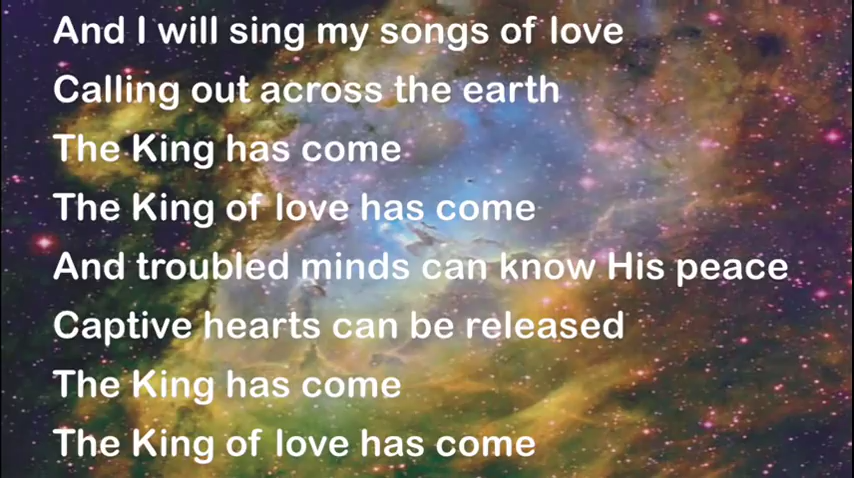 And I will sing my songs of love
Calling out across the earth
The King has come
The King of love has come
And troubled minds can know His peace
Captive hearts can be released
The King has come
The King of love has come